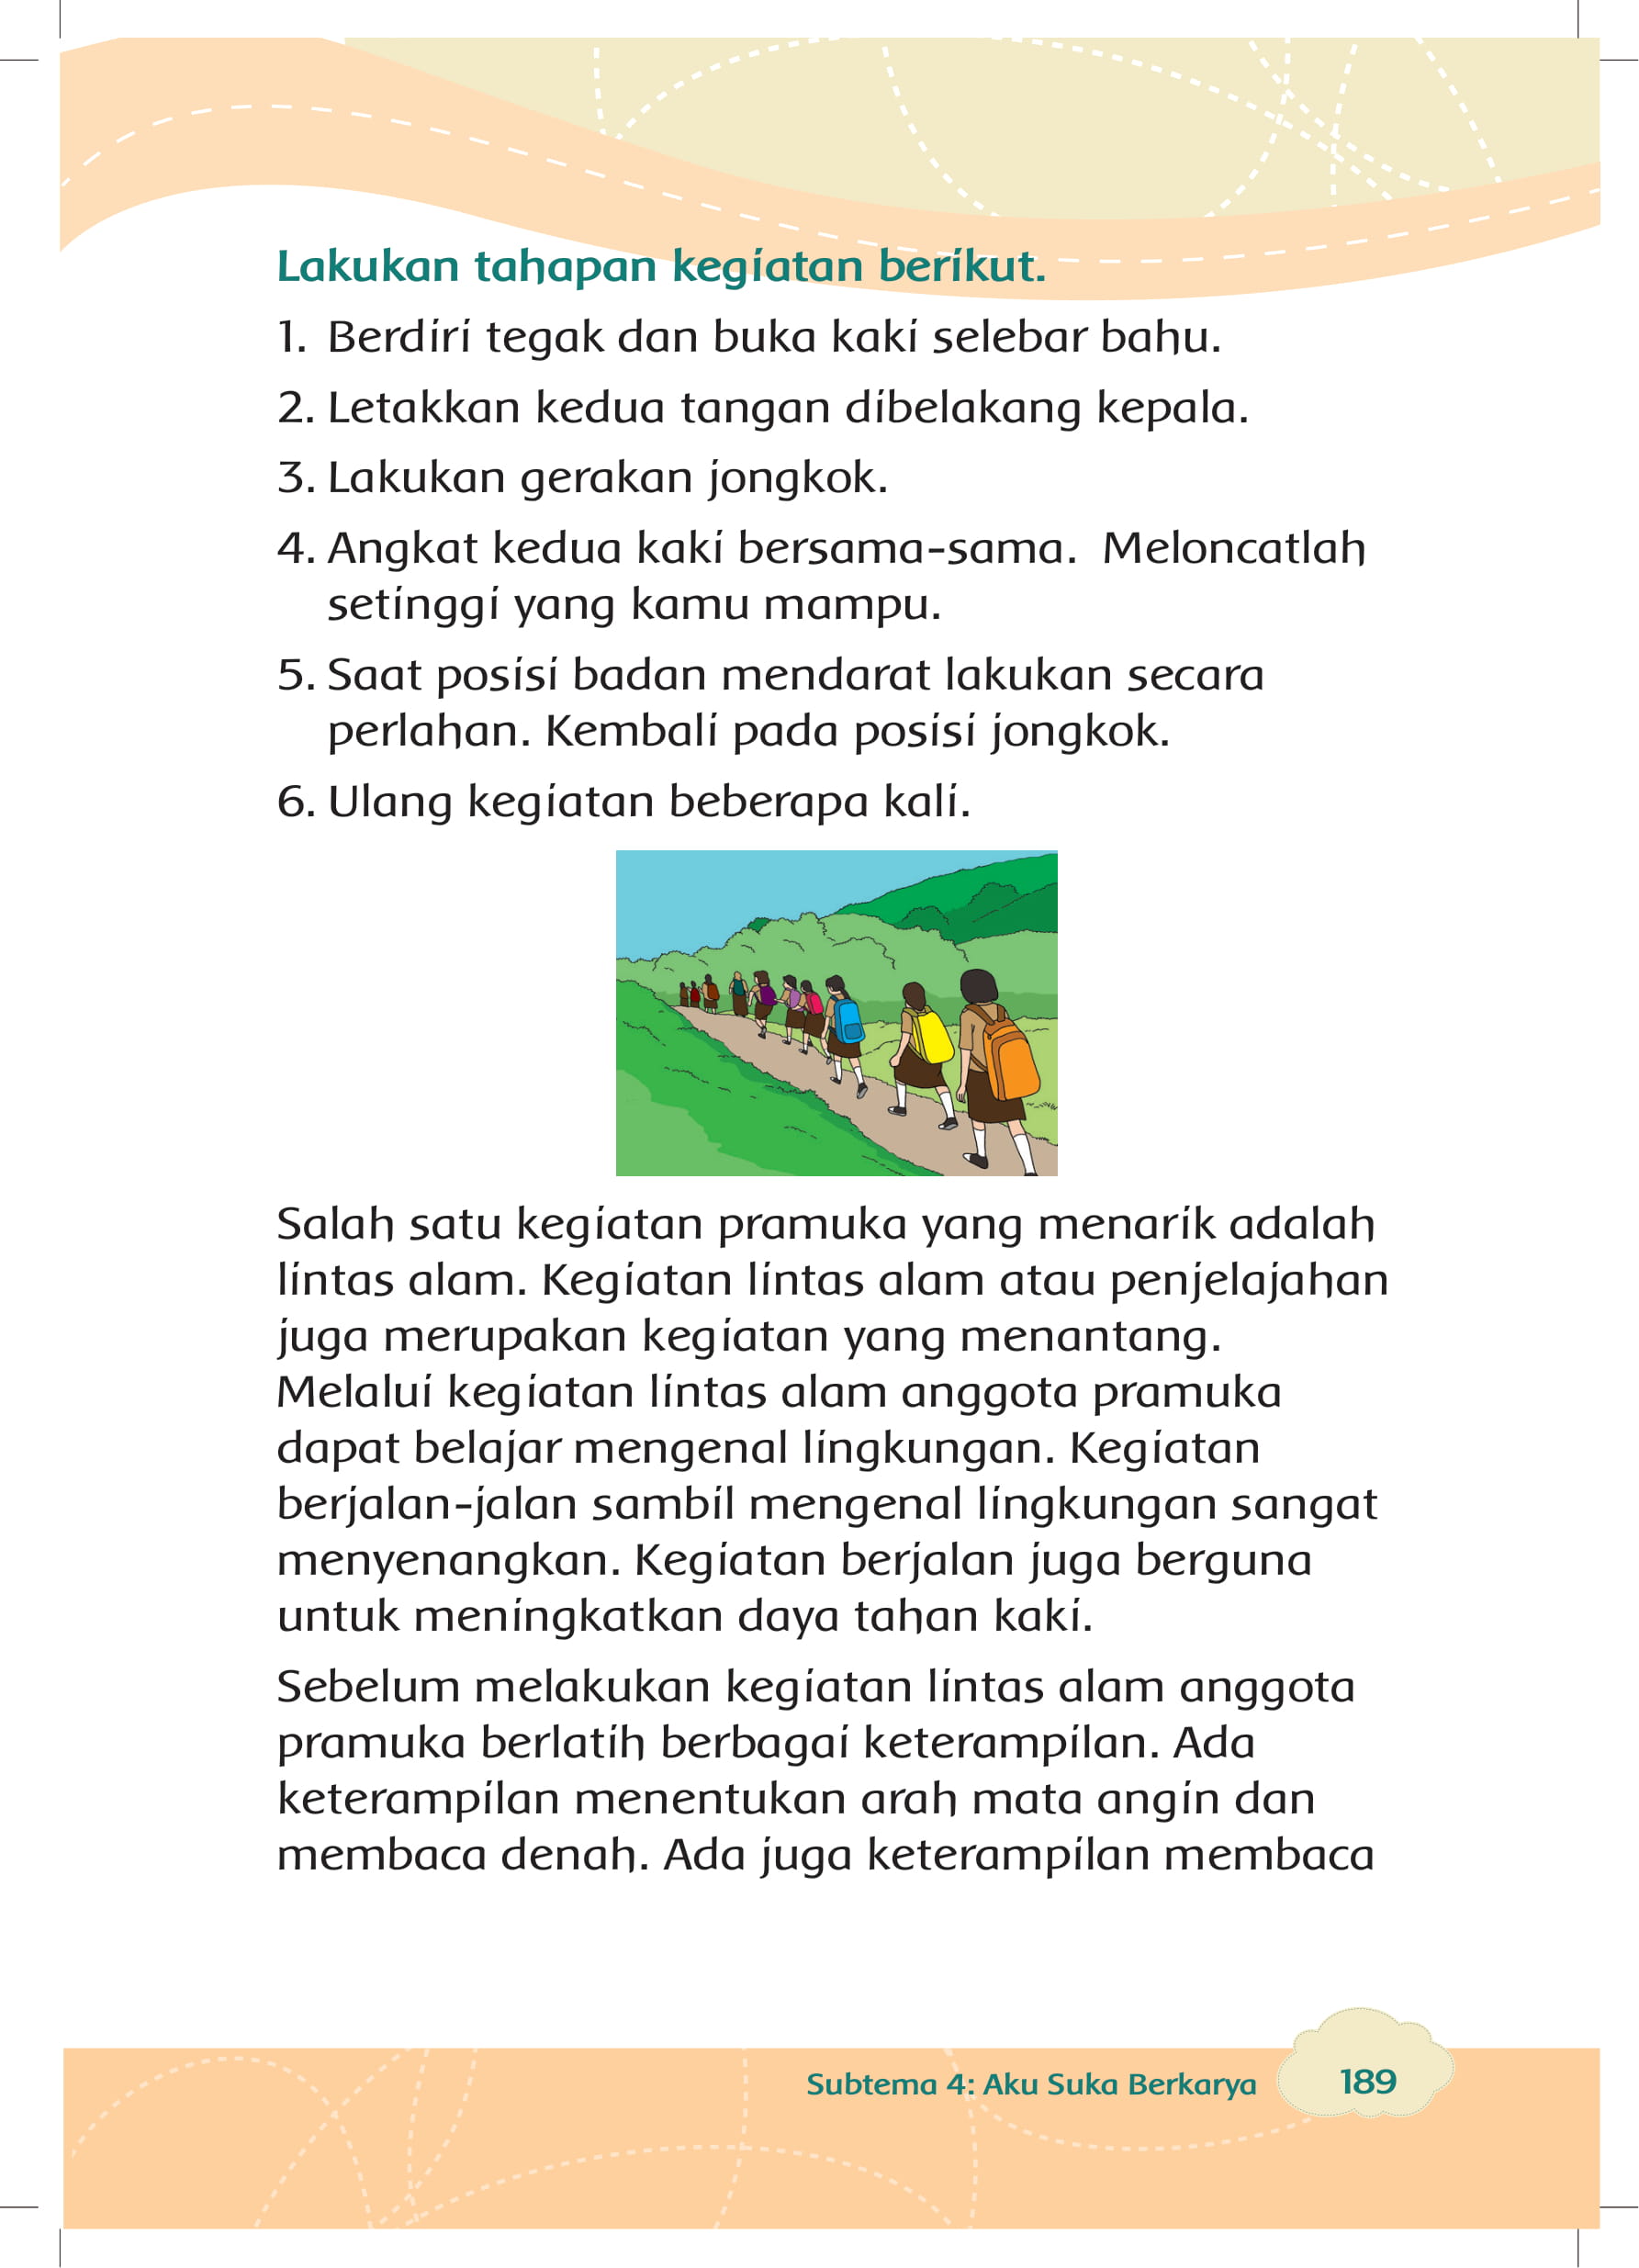 Lakukan tahapan kegiatan berikut.
1. Berdiri tegak dan buka kaki selebar bahu.
2. Letakkan kedua tangan dibelakang kepala.
3. Lakukan gerakan jongkok.
4. Angkat kedua kaki bersama-sama. Meloncatlah
setinggi yang kamu mampu.
5. Saat posisi badan mendarat lakukan secara
perlahan. Kembali pada posisi jongkok.
6. Ulang kegiatan beberapa kali.
Salah satu kegiatan pramuka yang menarik adalah
lintas alam. Kegiatan lintas alam atau penjelajahan
juga merupakan kegiatan yang menantang.
Melalui kegiatan lintas alam anggota pramuka
dapat belajar mengenal lingkungan. Kegiatan
berjalan-jalan sambil mengenal lingkungan sangat
menyenangkan. Kegiatan berjalan juga berguna
untuk meningkatkan daya tahan kaki.
Sebelum melakukan kegiatan lintas alam anggota
pramuka berlatih berbagai keterampilan. Ada
keterampilan menentukan arah mata angin dan
membaca denah. Ada juga keterampilan membaca
Subtema 4: Aku Suka Berkarya
189